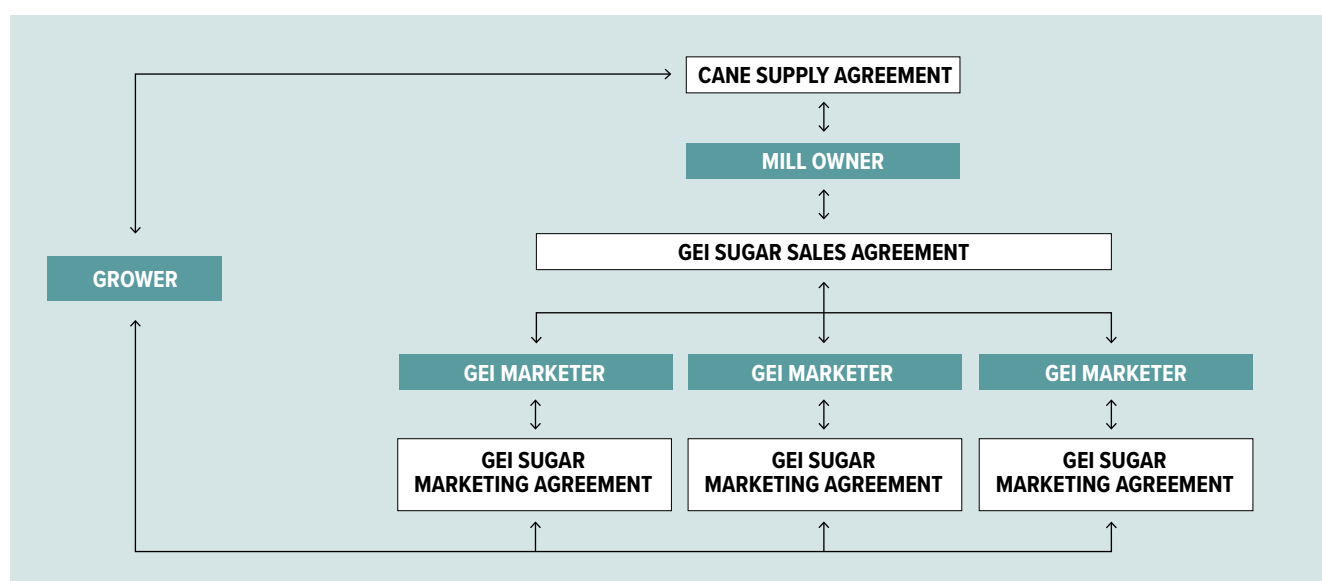 CANE SUPPLY AGREEMENT
MILL OWNER
GEI SUGAR SALES AGREEMENT
GROWER
GEI MARKETER
GEI MARKETER
GEI MARKETER
GEI SUGAR
MARKETING AGREEMENT
GEI SUGAR
MARKETING AGREEMENT
GEI SUGAR
MARKETING AGREEMENT